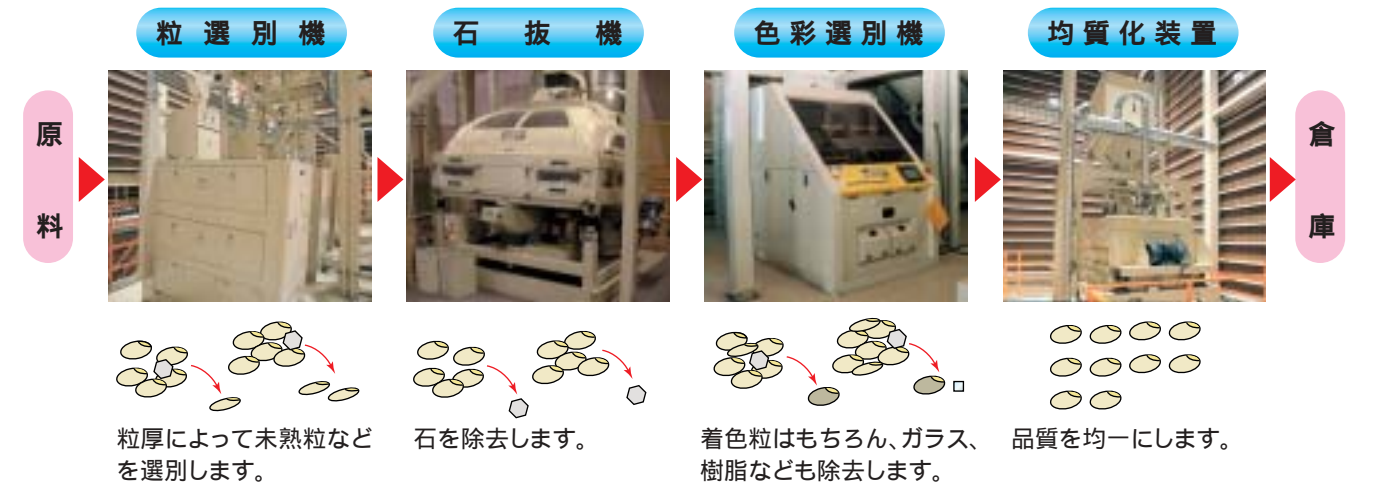 粒選別機
石抜機
色彩選別機
均質化装置
原料
倉庫
粒厚によって未熟粒など
を選別します。
石を除去します。
着色粒はもちろん、ガラス、
樹脂なども除去します。
品質を均一にします。